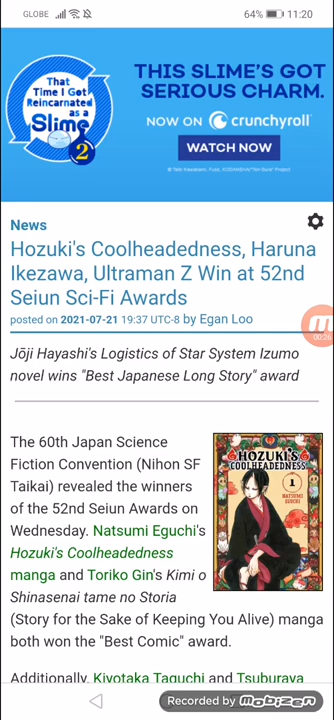 GLOBE
64%
11:20
That
Time I Got
Reincarnated
as a
Slime
2
THIS SLIME'S GOT
SERIOUS CHARM.
NOW ON crunchyroll
WATCH NOW
News
Hozuki's Coolheadedness, Haruna
Ikezawa, Ultraman Z Win at 52nd
Seiun Sci-Fi Awards
posted on 2021-07-21 19:37 UTC-8 by Egan Loo
00:26
Jōji Hayashi's Logistics of Star System Izumo
novel wins "Best Japanese Long Story" award
The 60th Japan Science
Fiction Convention (Nihon SF
Taikai) revealed the winners
of the 52nd Seiun Awards on
Wednesday. Natsumi Eguchi's
Hozuki's Coolheadedness
manga and Toriko Gin's Kimi o
Shinasenai tame no Storia
(Story for the Sake of Keeping You Alive) manga
both won the "Best Comic" award.
HOZUKI'S
COOLHEADEDNESS
1
NATSUMI
EGUCHI
Additionally, Kiyotaka Taguchi and Tsuburaya
Recorded by MOBIZEN